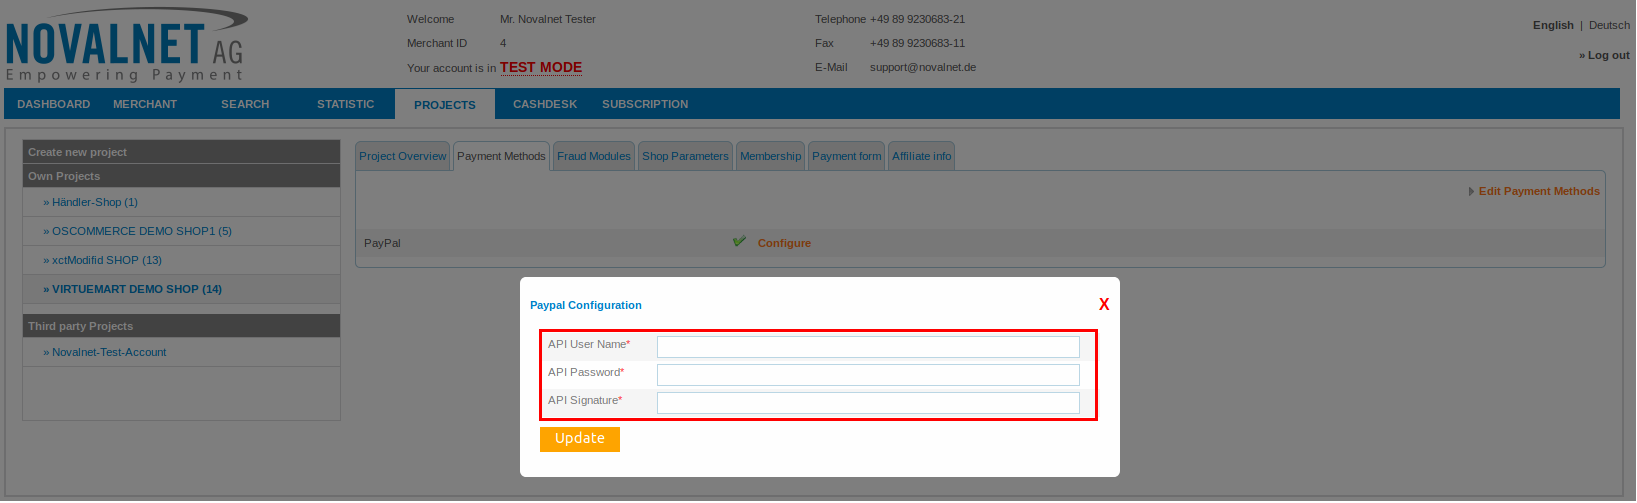 NOVALNET AG
Empowering Payment
Welcome Mr. Novalnet Tester
Merchant ID 4
Your account is in TEST MODE
Telephone +49 89 9230683-21
Fax +49 89 9230683-11
E-Mail support@novalnet.de
English | Deutsch
» Log out
DASHBOARD MERCHANT SEARCH STATISTIC PROJECTS CASHDESK SUBSCRIPTION
Create new project
Own Projects
» Händler-Shop (1)
» OSCOMMERCE DEMO SHOP1 (5)
» xctModifid SHOP (13)
» VIRTUEMART DEMO SHOP (14)
Third party Projects
» Novalnet-Test-Account
Project Overview Payment Methods Fraud Modules Shop Parameters Membership Payment form Affiliate info
Edit Payment Methods
PayPal Configure
Paypal Configuration X
API User Name*
API Password*
API Signature*
Update